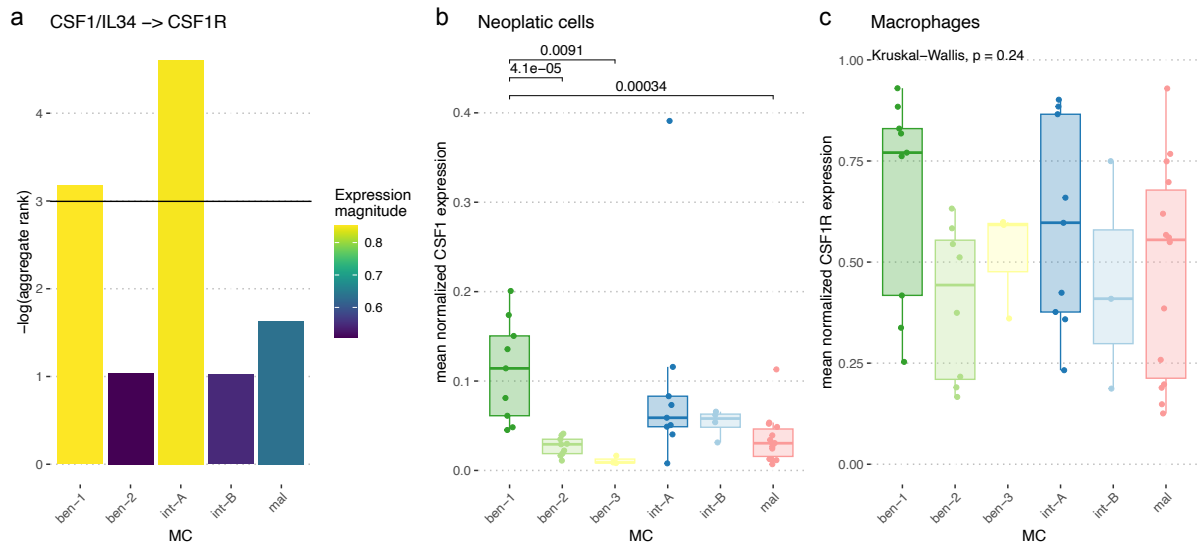 a
CSF1/IL34 −> CSF1R
−log(aggregate rank)
4
3
2
1
0
ben−1
ben−2
int−A
int−B
mal
MC
Expression
magnitude
0.8
0.7
0.6
b
Neoplatic cells
0.0091
4.1e−05
0.00034
mean normalized CSF1 expression
0.4
0.3
0.2
0.1
0.0
ben−1
ben−2
ben−3
int−A
int−B
mal
MC
c
Macrophages
Kruskal−Wallis, p = 0.24
mean normalized CSF1R expression
1.00
0.75
0.50
0.25
0.00
ben−1
ben−2
ben−3
int−A
int−B
mal
MC